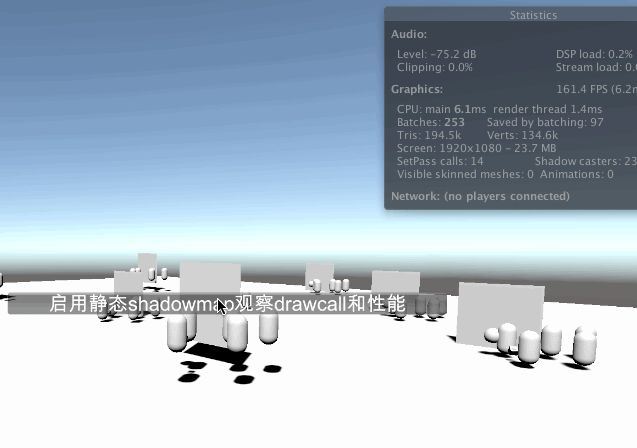 Statistics
Audio:
Level: -75.2 dB DSP load: 0.2%
Clipping: 0.0% Stream load: 0.
Graphics: 161.4 FPS (6.2m
CPU: main 6.1ms render thread 1.4ms
Batches: 253 Saved by batching: 97
Tris: 194.5k Verts: 134.6k
Screen: 1920x1080 - 23.7 MB
SetPass calls: 14 Shadow casters: 23
Visible skinned meshes: 0 Animations: 0
Network: (no players connected)
启用静态shadowmap观察drawcall和性能